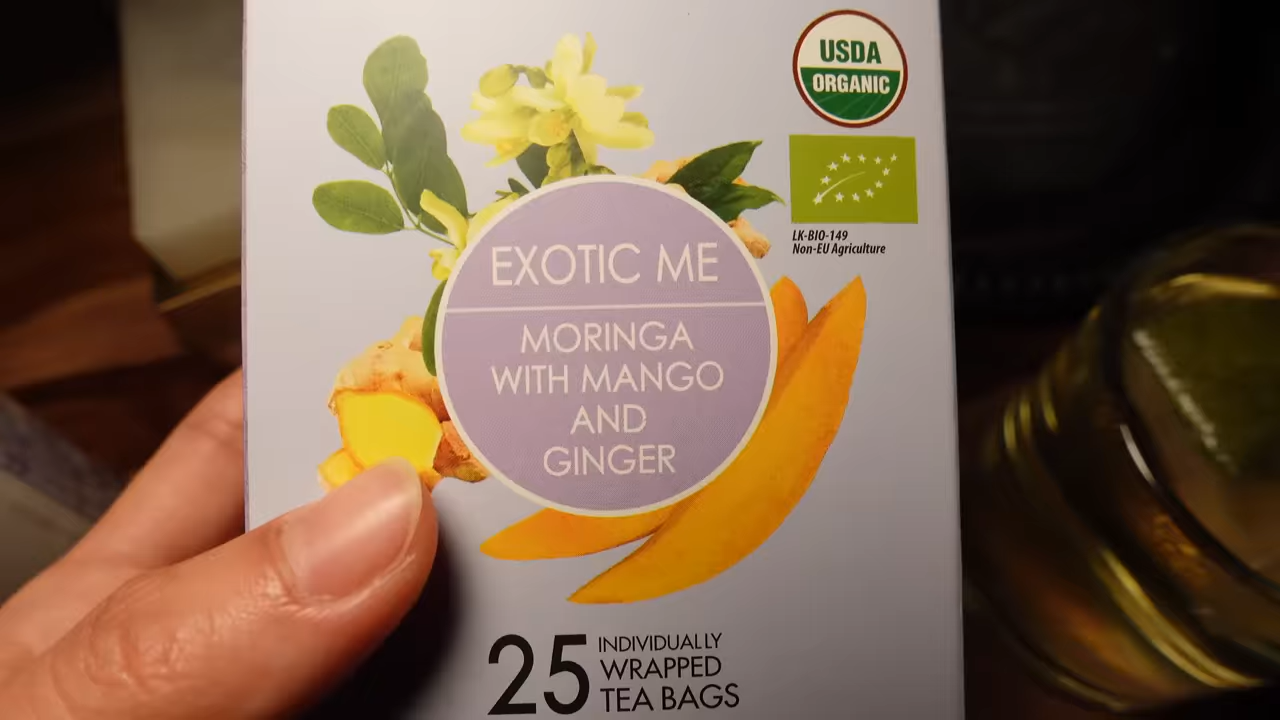 USDA
ORGANIC
LK-BIO-149
Non-EU Agriculture
EXOTIC ME
MORINGA
WITH MANGO
AND
GINGER
25 INDIVIDUALLY
WRAPPED
TEA BAGS